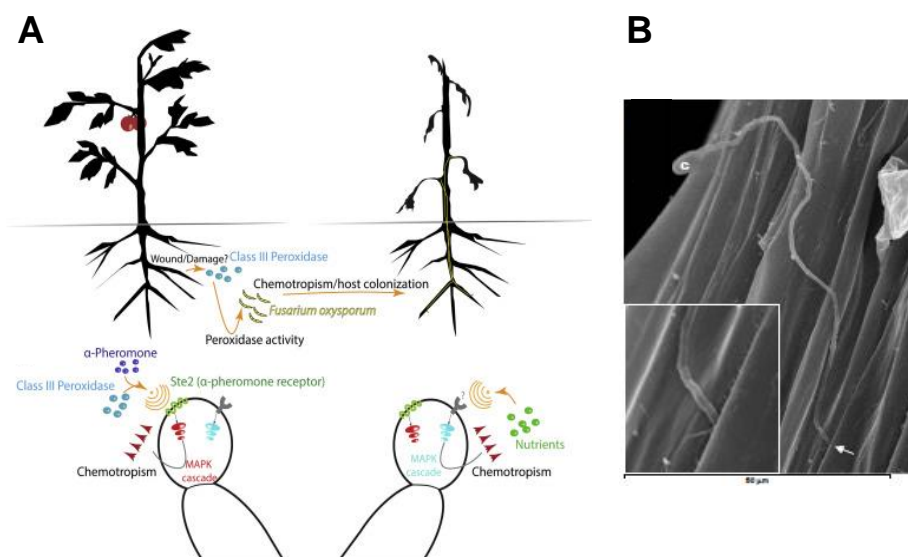 A
B
Wound/Damage?
Class III Peroxidase
Chemotropism/host colonization
Fusarium oxysporum
Peroxidase activity
α-Pheromone
Class III Peroxidase
Ste2 (α-pheromone receptor)
?
Nutrients
MAPK
cascade
Chemotropism
MAPK
cascade
Chemotropism
c
50 µm